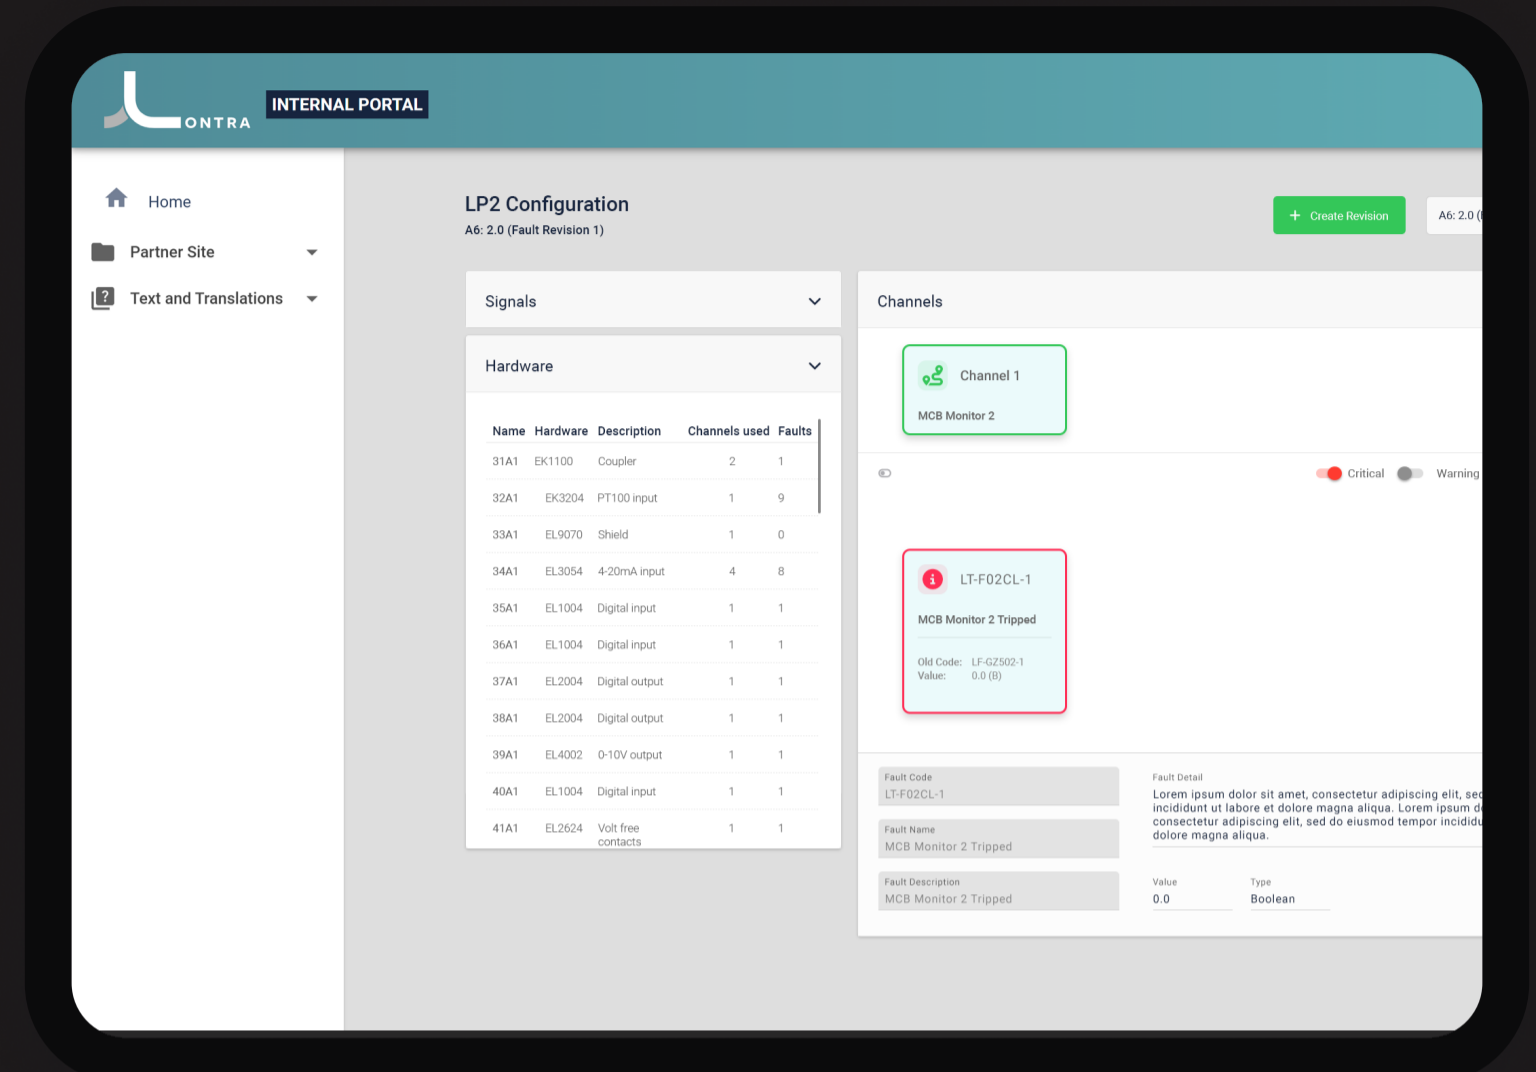 ONTRA
INTERNAL PORTAL
Home
Partner Site
Text and Translations
LP2 Configuration
A6: 2.0 (Fault Revision 1)
+ Create Revision
A6: 2.0 (
Signals
Hardware
Name Hardware Description Channels used Faults
31A1 EK1100 Coupler 2 1
32A1 EK3204 PT100 input 1 9
33A1 EL9070 Shield 1 0
34A1 EL3054 4-20mA input 4 8
35A1 EL1004 Digital input 1 1
36A1 EL1004 Digital input 1 1
37A1 EL2004 Digital output 1 1
38A1 EL2004 Digital output 1 1
39A1 EL4002 0-10V output 1 1
40A1 EL1004 Digital input 1 1
41A1 EL2624 Volt free 1 1
contacts
Channels
Channel 1
MCB Monitor 2
Critical Warning
LT-F02CL-1
MCB Monitor 2 Tripped
Old Code: LF-GZ502-1
Value: 0.0 (B)
Fault Code
LT-F02CL-1
Fault Name
MCB Monitor 2 Tripped
Fault Description
MCB Monitor 2 Tripped
Fault Detail
Lorem ipsum dolor sit amet, consectetur adipiscing elit, sec
incididunt ut labore et dolore magna aliqua. Lorem ipsum d
consectetur adipiscing elit, sed do eiusmod tempor incididu
dolore magna aliqua.
Value
0.0
Type
Boolean